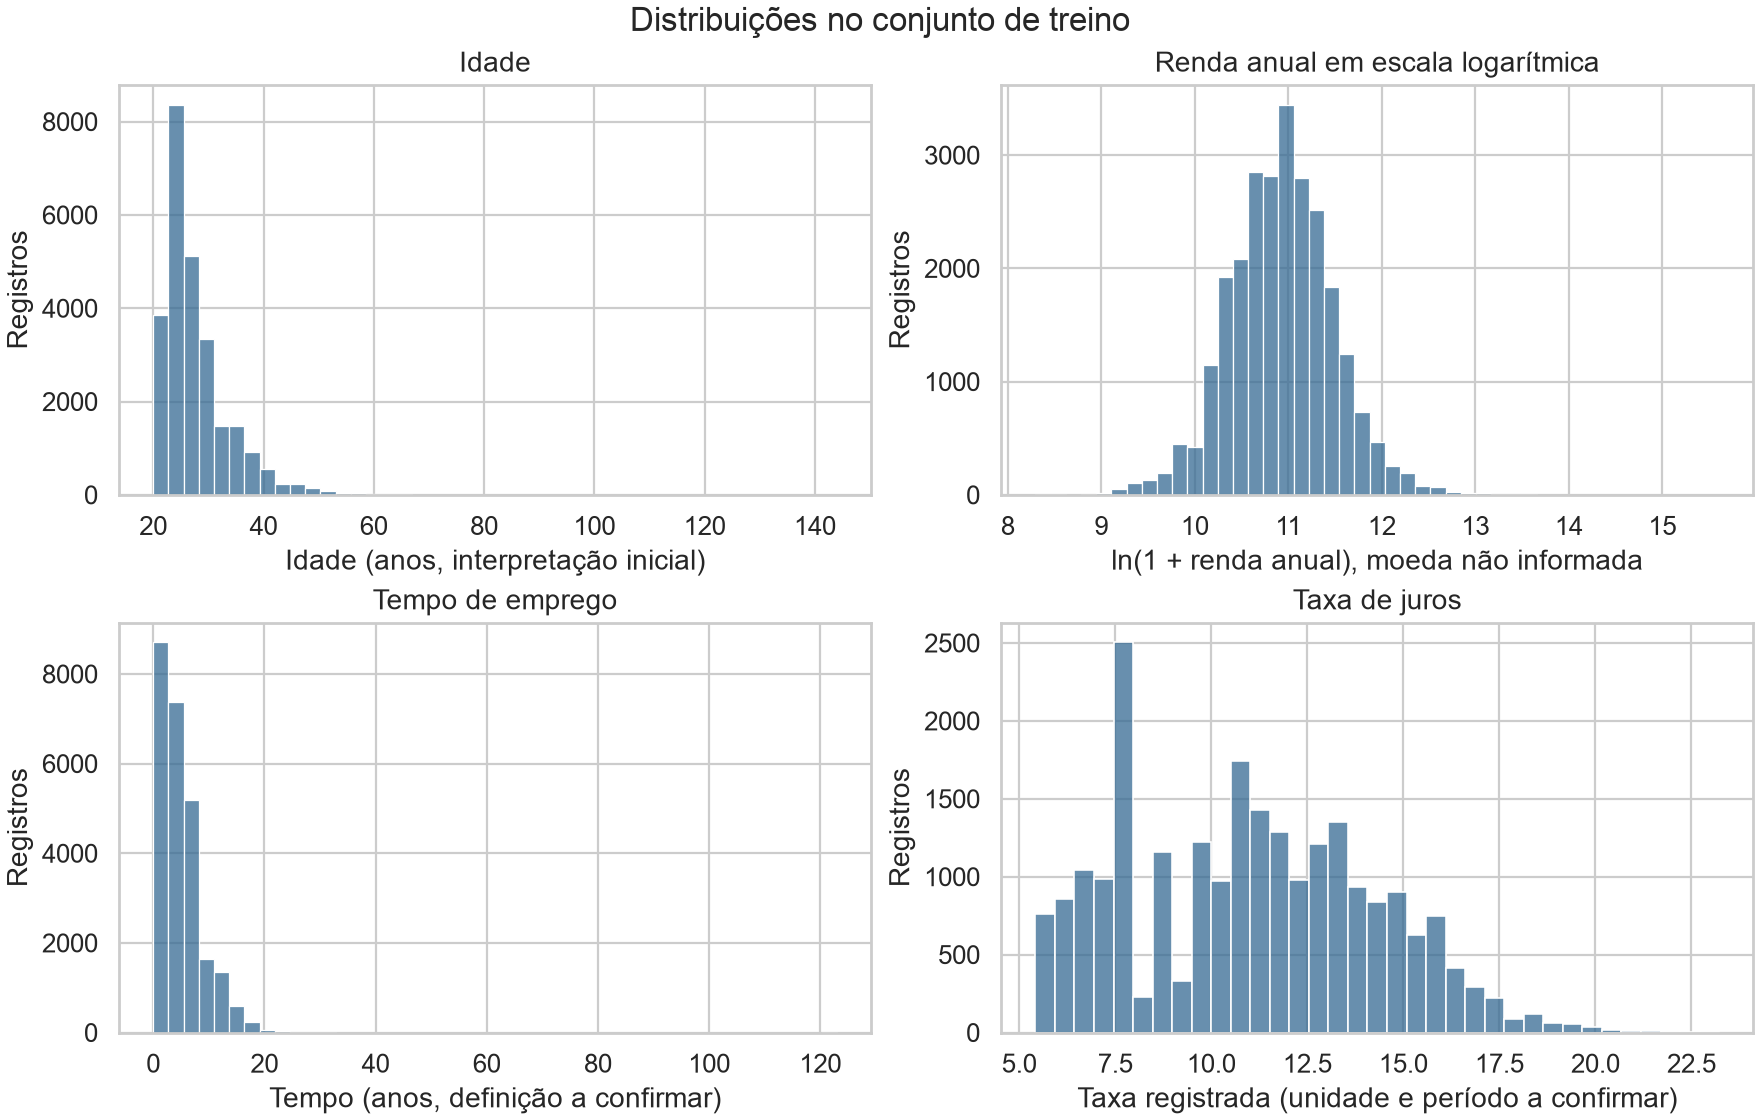 Distribuições no conjunto de treino
Idade
Registros
8000
6000
4000
2000
0
20 40 60 80 100 120 140
Idade (anos, interpretação inicial)
Renda anual em escala logarítmica
Registros
3000
2000
1000
0
8 9 10 11 12 13 14 15
ln(1 + renda anual), moeda não informada
Tempo de emprego
Registros
8000
6000
4000
2000
0
0 20 40 60 80 100 120
Tempo (anos, definição a confirmar)
Taxa de juros
Registros
2500
2000
1500
1000
500
0
5.0 7.5 10.0 12.5 15.0 17.5 20.0 22.5
Taxa registrada (unidade e período a confirmar)